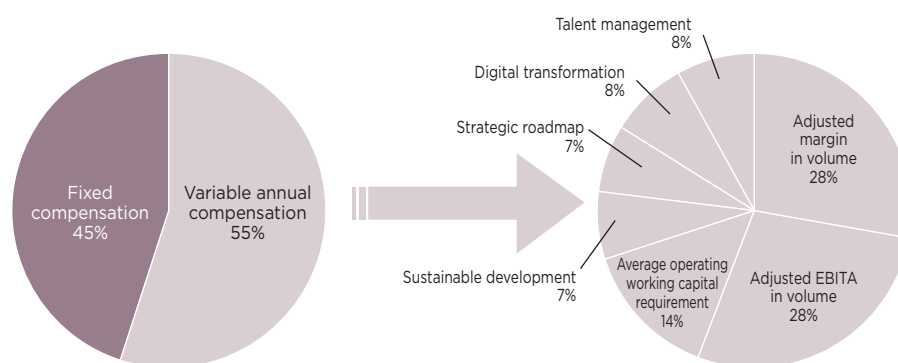 Fixed
compensation
45%
Variable annual
compensation
55%
Talent management
8%
Digital transformation
8%
Strategic roadmap
7%
Sustainable development
7%
Average operating
working capital
requirement
14%
Adjusted
margin
in volume
28%
Adjusted EBITA
in volume
28%